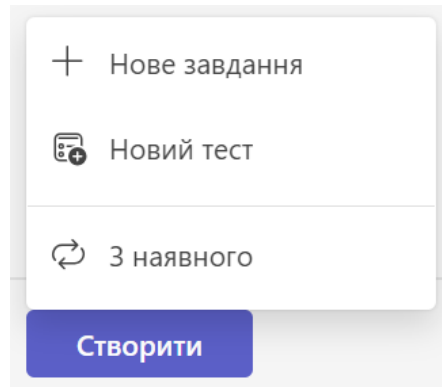 Нове завдання
Новий тест
З наявного
Створити